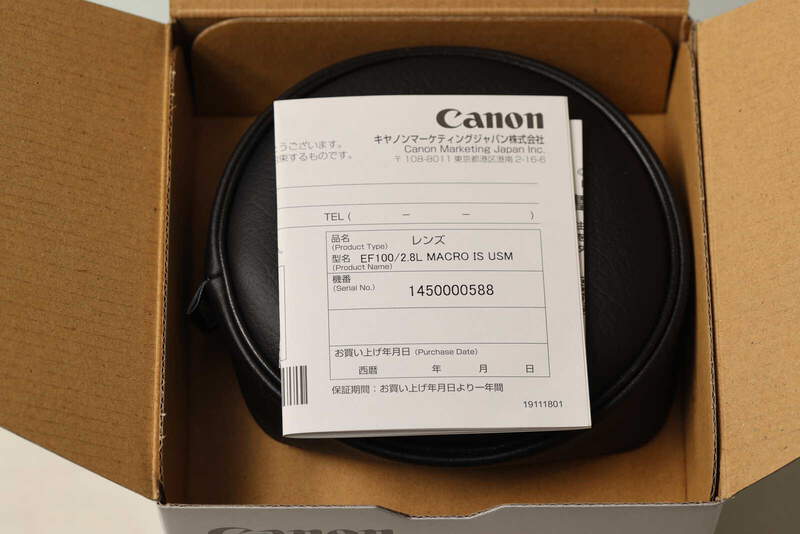 Canon
キヤノンマーケティングジャパン株式会社
Canon Marketing Japan Inc.
〒108-8011 東京都港区港南2-16-6
うございます。
束するものです。
TEL ( － － )
品名 レンズ
(Product Type)
型名 EF100/2.8L MACRO IS USM
(Product Name)
機番
(Serial No.) 1450000588
お買い上げ年月日 (Purchase Date)
西暦 年 月 日
保証期間：お買い上げ年月日より一年間
19111801
Canon